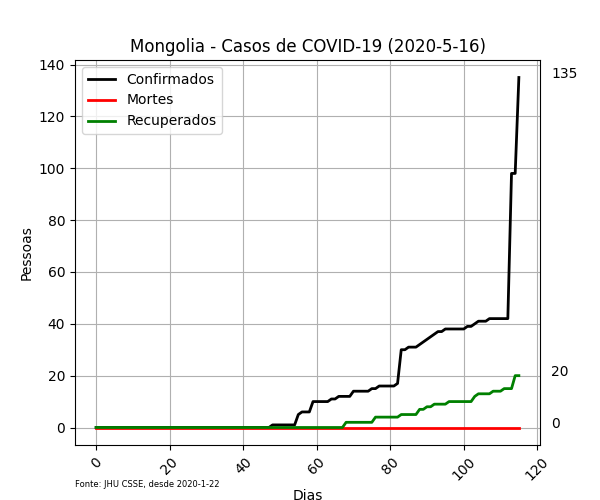 Mongolia - Casos de COVID-19 (2020-5-16)
Confirmados
Mortes
Recuperados
140
120
100
80
60
40
20
0
Pessoas
135
20
0
0
20
40
60
80
100
120
Dias
Fonte: JHU CSSE, desde 2020-1-22